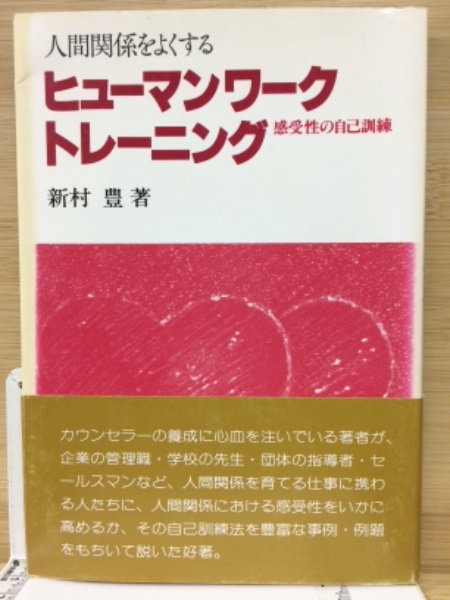 人間関係をよくする
ヒューマンワーク
トレーニング 感受性の自己訓練
新村 豊 著
カウンセラーの養成に心血を注いでいる著者が、
企業の管理職・学校の先生・団体の指導者・セ
ールスマンなど、人間関係を育てる仕事に携わ
る人たちに、人間関係における感受性をいかに
高めるか、その自己訓練法を豊富な事例・例題
をもちいて説いた好著。